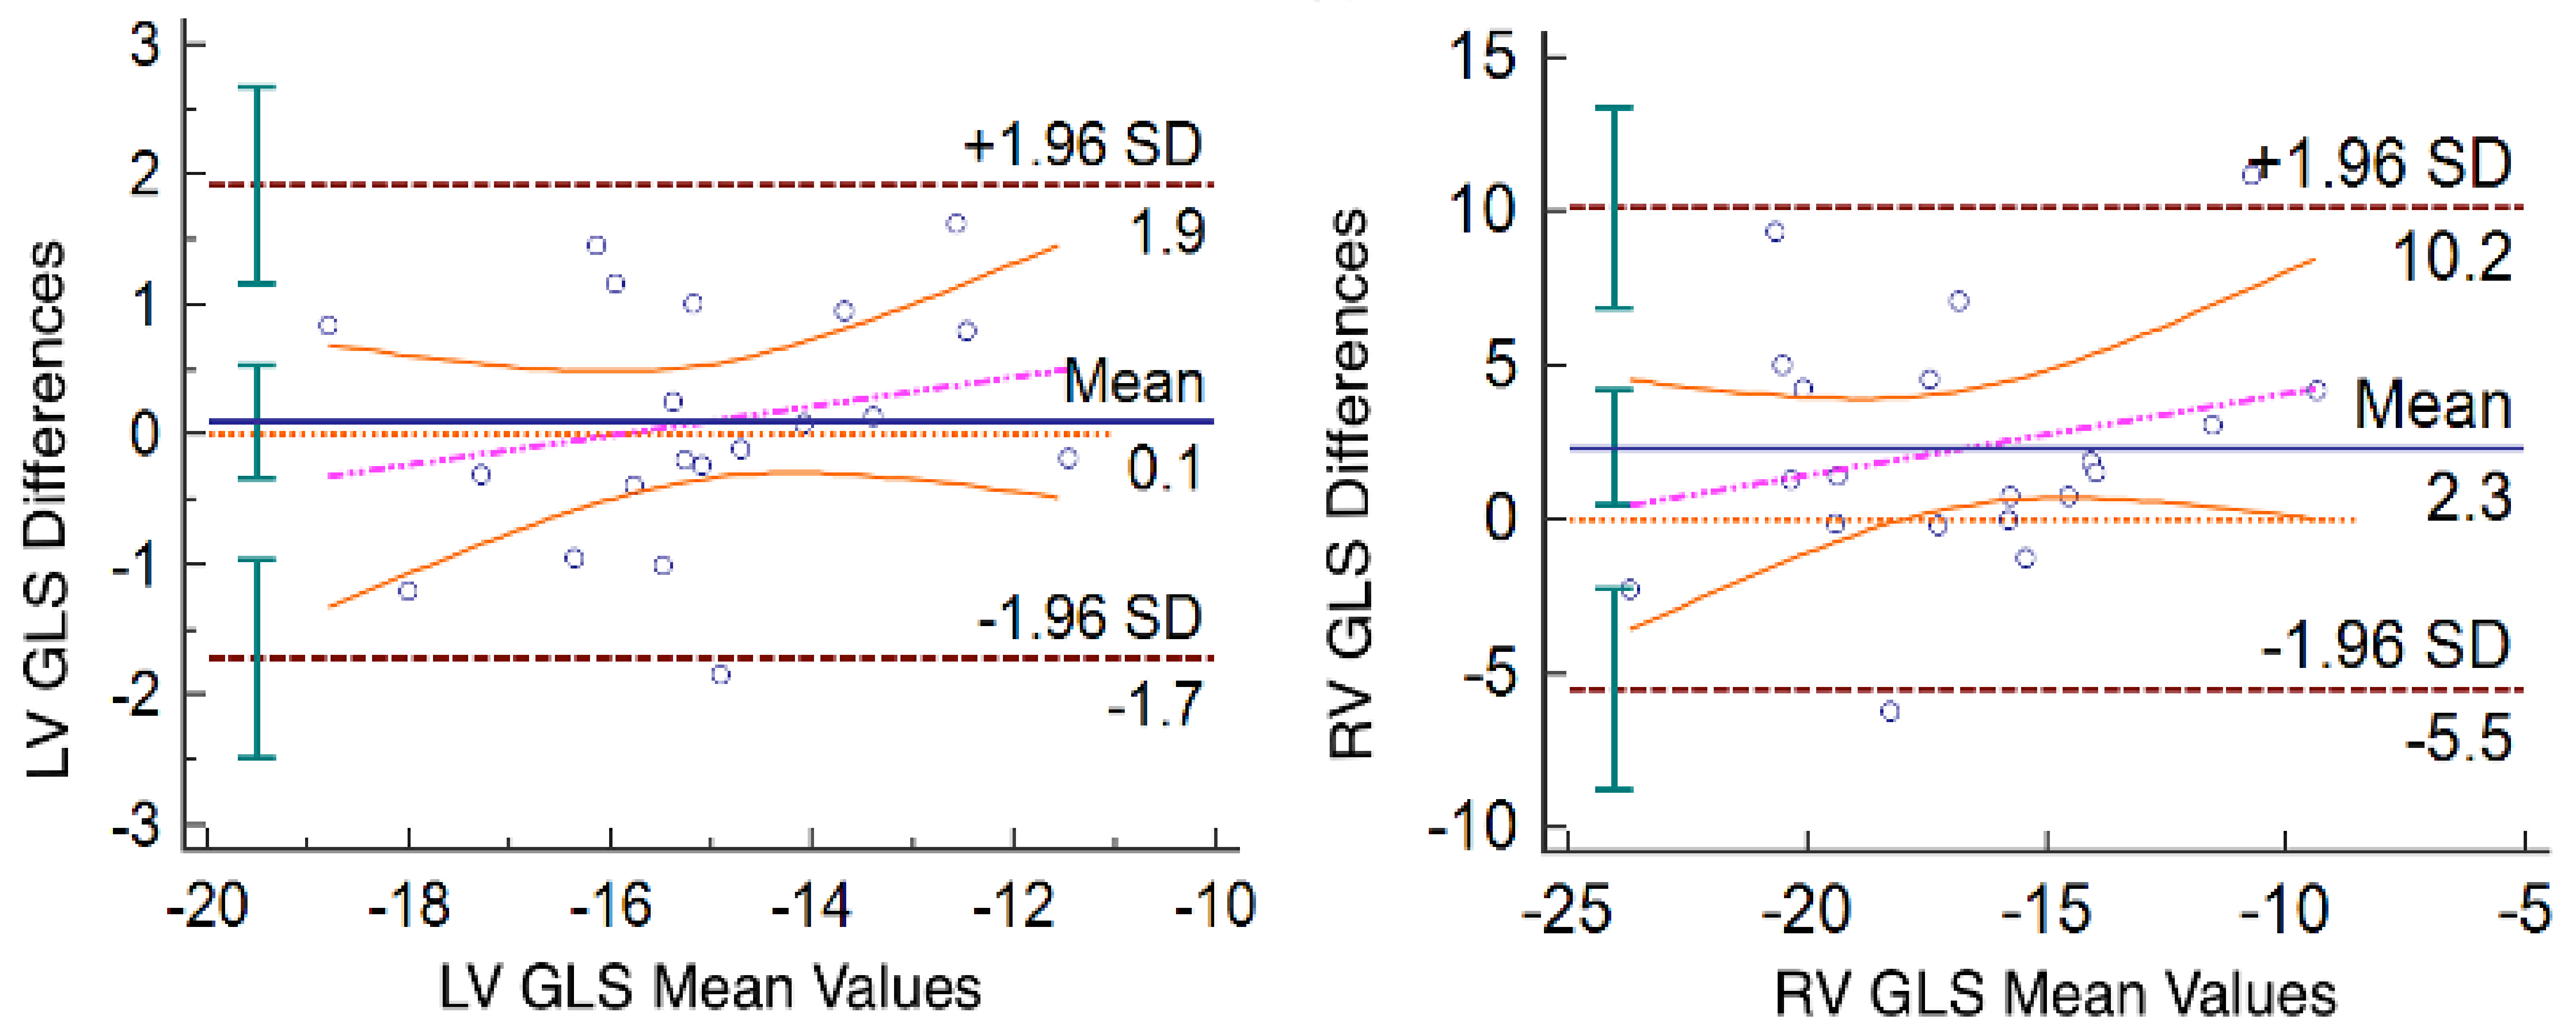 LV GLS Differences
3
2
1
0
-1
-2
-3
+1.96 SD
1.9
Mean
0.1
-1.96 SD
-1.7
-20 -18 -16 -14 -12 -10
LV GLS Mean Values
RV GLS Differences
15
10
5
0
-5
-10
+1.96 SD
10.2
Mean
2.3
-1.96 SD
-5.5
-25 -20 -15 -10 -5
RV GLS Mean Values